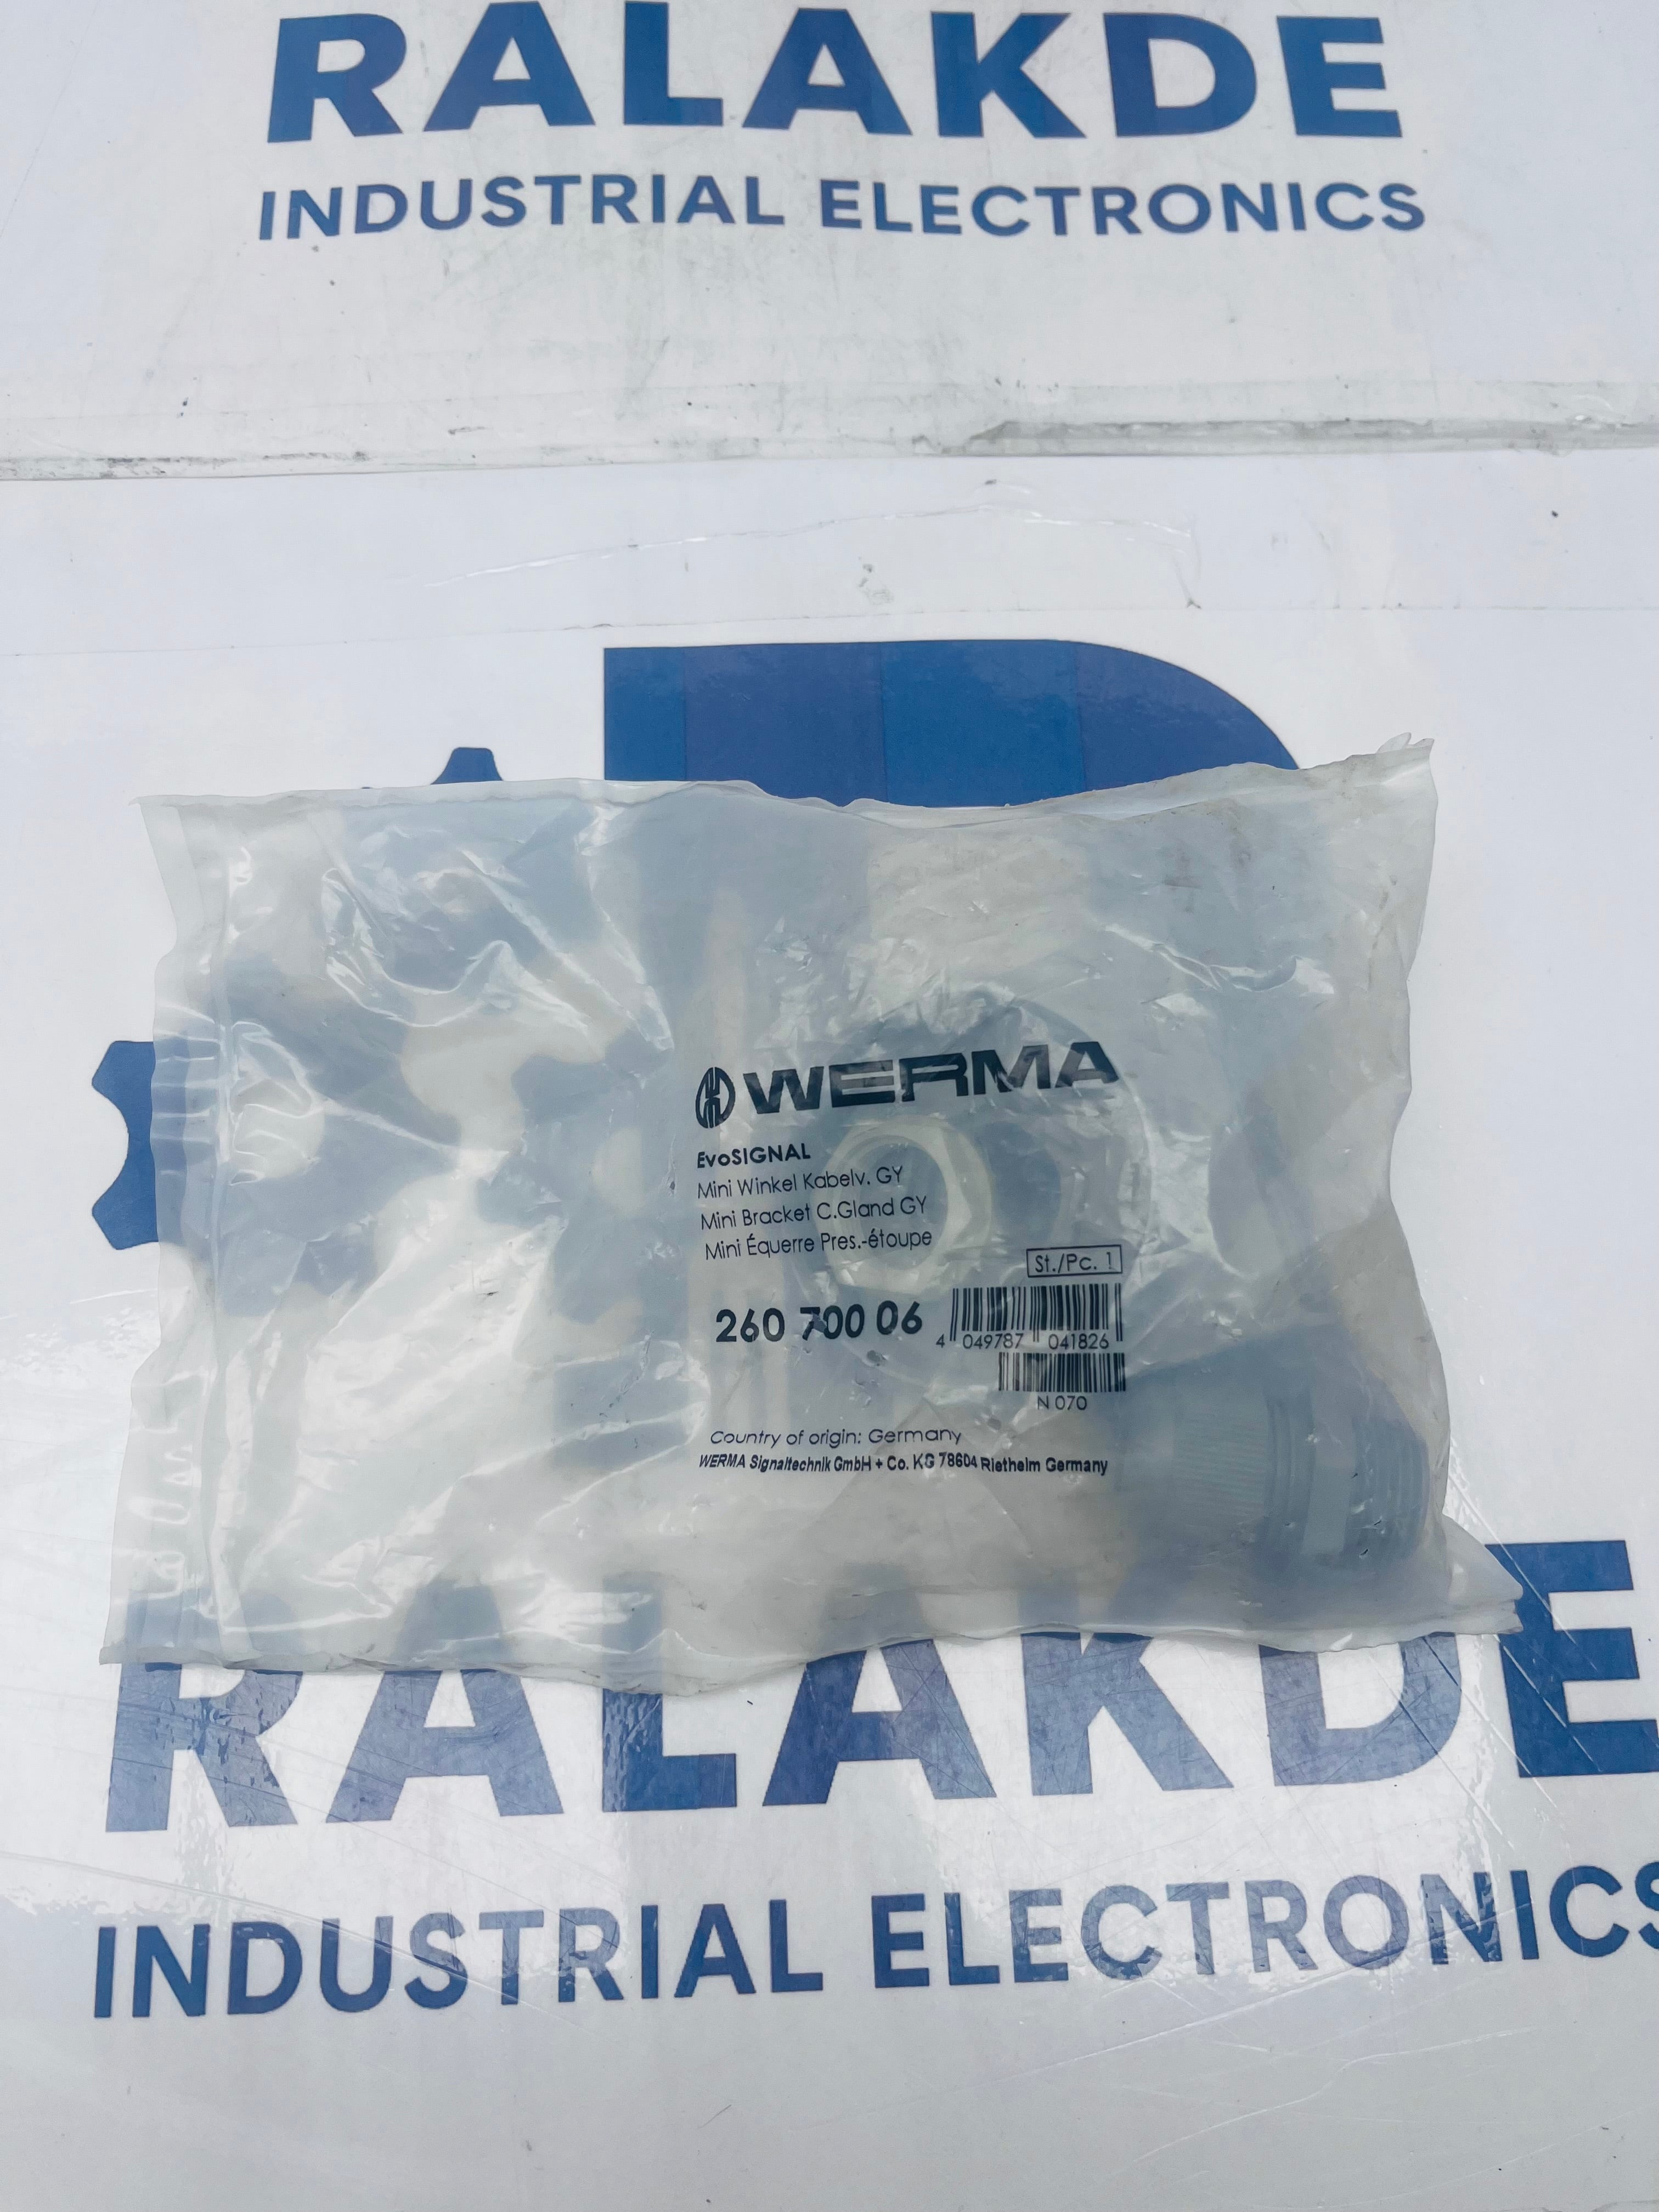 RALAKDE
INDUSTRIAL ELECTRONICS
WERMA
EvoSIGNAL
Mini Winkel Kabelv. GY
Mini Bracket C.Gland GY
Mini Équerre Pres.-étoupe
St./Pc. 1
260 700 06
4 049787 041826
N 070
Country of origin: Germany
WERMA Signaltechnik GmbH + Co. KG 78604 Rietheim Germany
RALAKDE
INDUSTRIAL ELECTRONICS